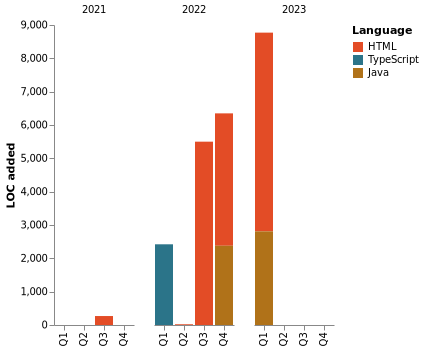 2021 2022 2023
Language
HTML
TypeScript
Java
LOC added
9,000
8,000
7,000
6,000
5,000
4,000
3,000
2,000
1,000
0
Q1 Q2 Q3 Q4 Q1 Q2 Q3 Q4 Q1 Q2 Q3 Q4